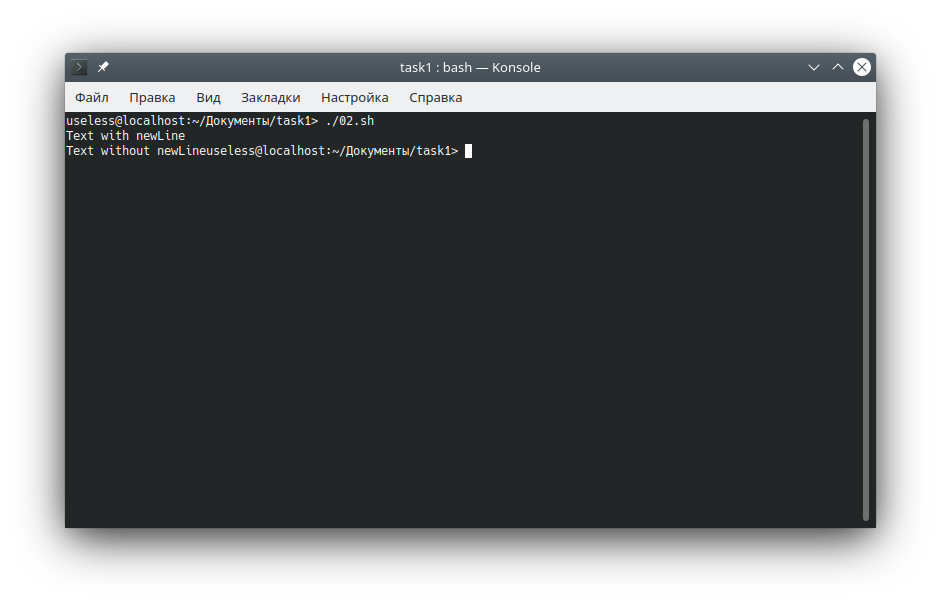 task1 : bash — Konsole
Файл Правка Вид Закладки Настройка Справка
useless@localhost:~/Документы/task1> ./02.sh
Text with newLine
Text without newLineuseless@localhost:~/Документы/task1>